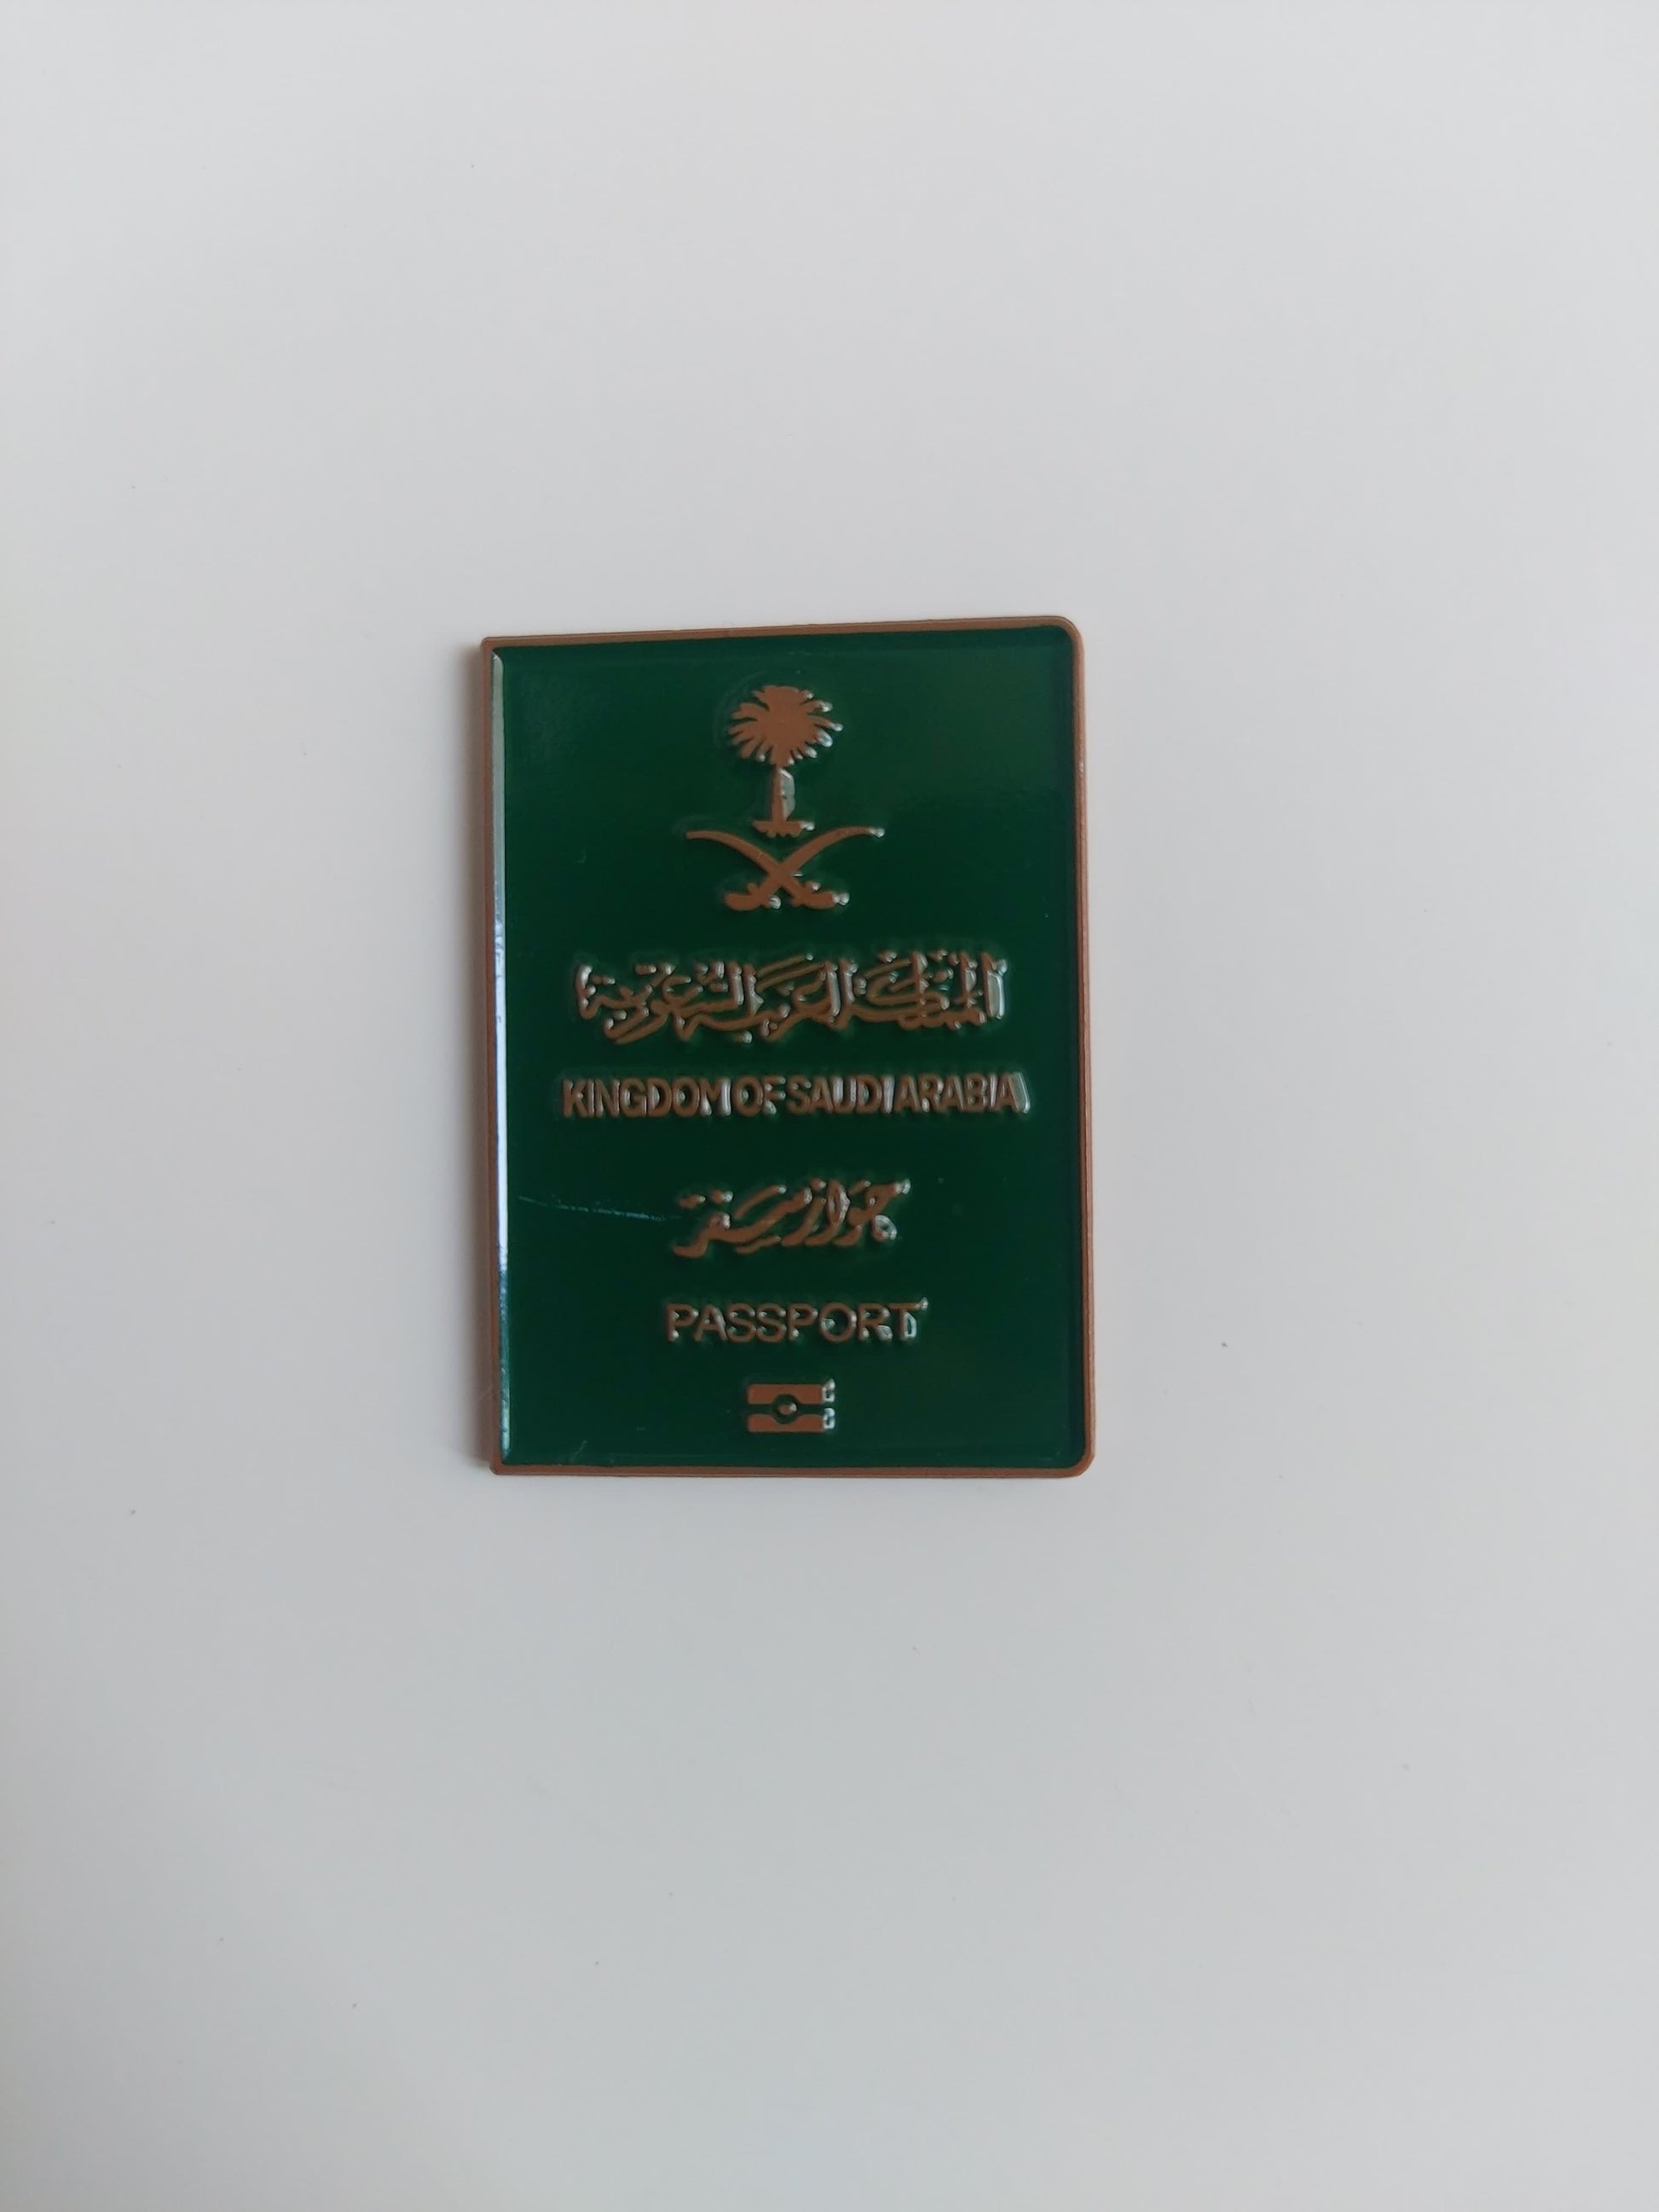 المملكة العربية السعودية
KINGDOM OF SAUDI ARABIA
جواز سفر
PASSPORT